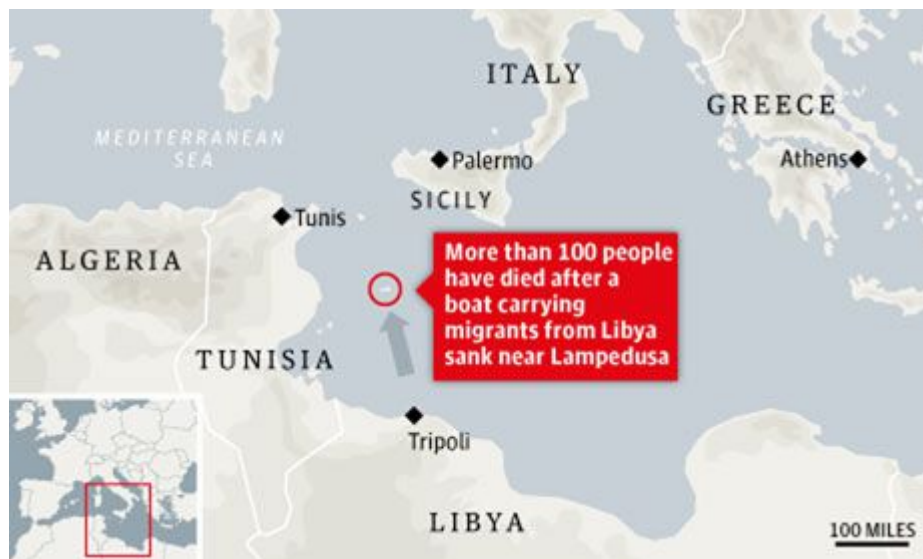 ITALY
GREECE
MEDITERRANEAN
SEA
Palermo
Athens
SICILY
Tunis
ALGERIA
More than 100 people
have died after a
boat carrying
migrants from Libya
sank near Lampedusa
TUNISIA
Tripoli
LIBYA
100 MILES